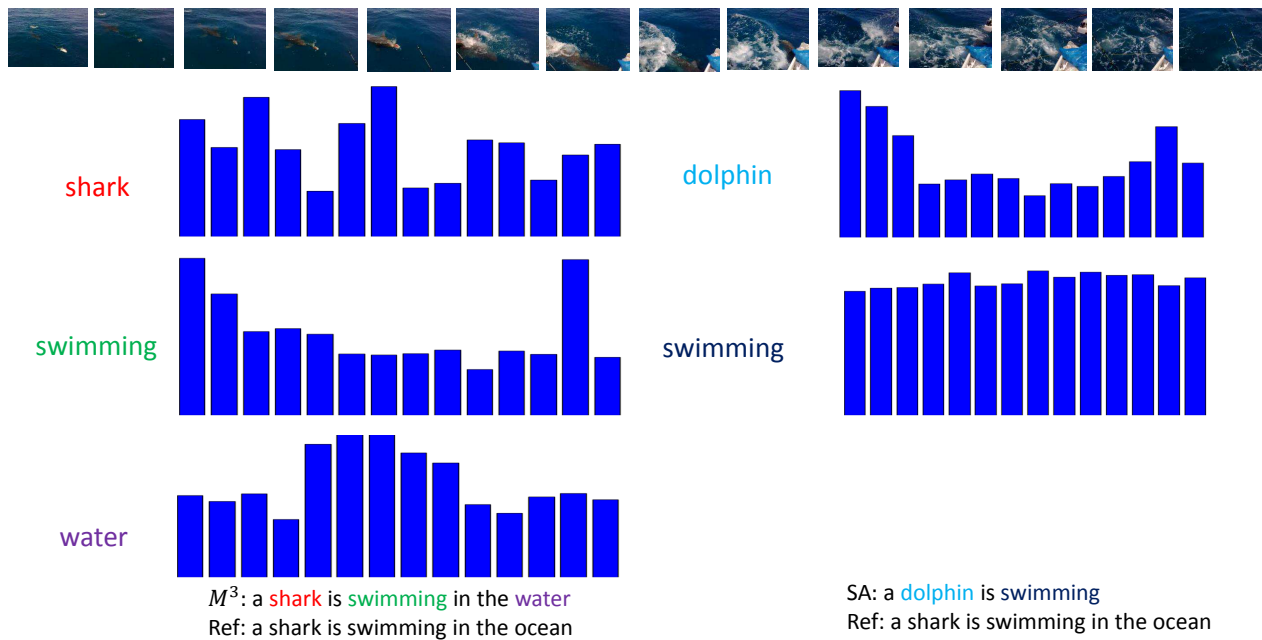 shark
dolphin
swimming
swimming
water
M³: a shark is swimming in the water
Ref: a shark is swimming in the ocean
SA: a dolphin is swimming
Ref: a shark is swimming in the ocean